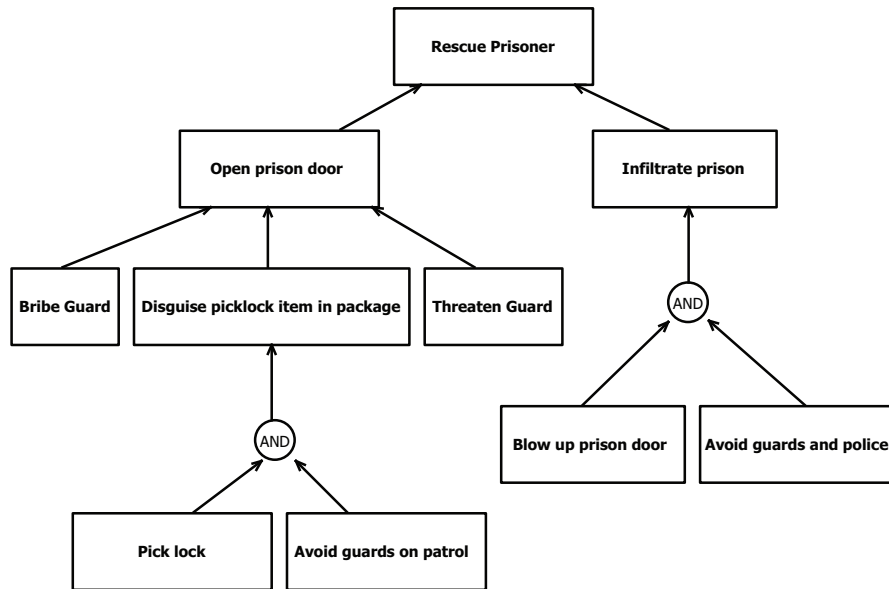 Rescue Prisoner
Open prison door
Infiltrate prison
Bribe Guard
Disguise picklock item in package
Threaten Guard
AND
Blow up prison door
Avoid guards and police
AND
Pick lock
Avoid guards on patrol